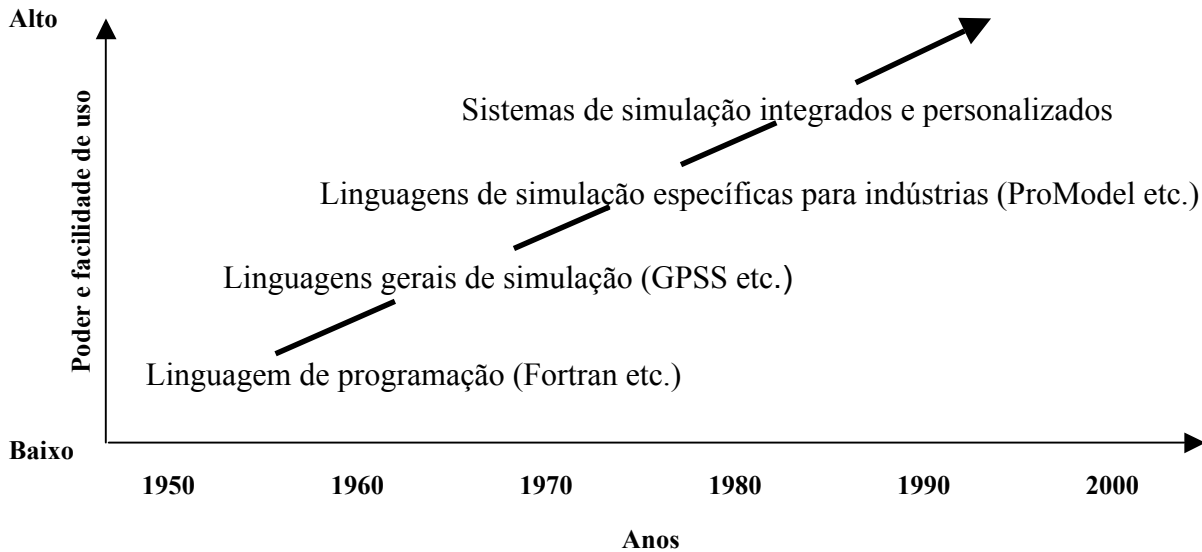 Alto
Poder e facilidade de uso
Sistemas de simulação integrados e personalizados
Linguagens de simulação específicas para indústrias (ProModel etc.)
Linguagens gerais de simulação (GPSS etc.)
Linguagem de programação (Fortran etc.)
Baixo
1950 1960 1970 1980 1990 2000
Anos